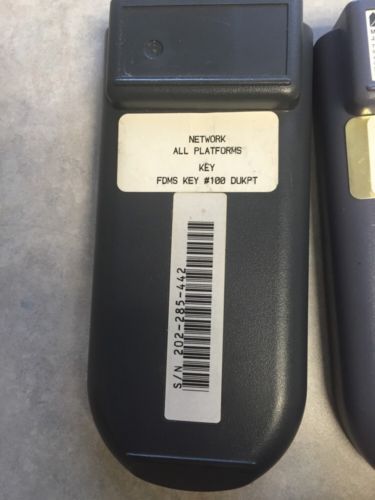 NETWORK
ALL PLATFORMS
KEY
FDMS KEY #100 DUKPT
S/N 202-285-442